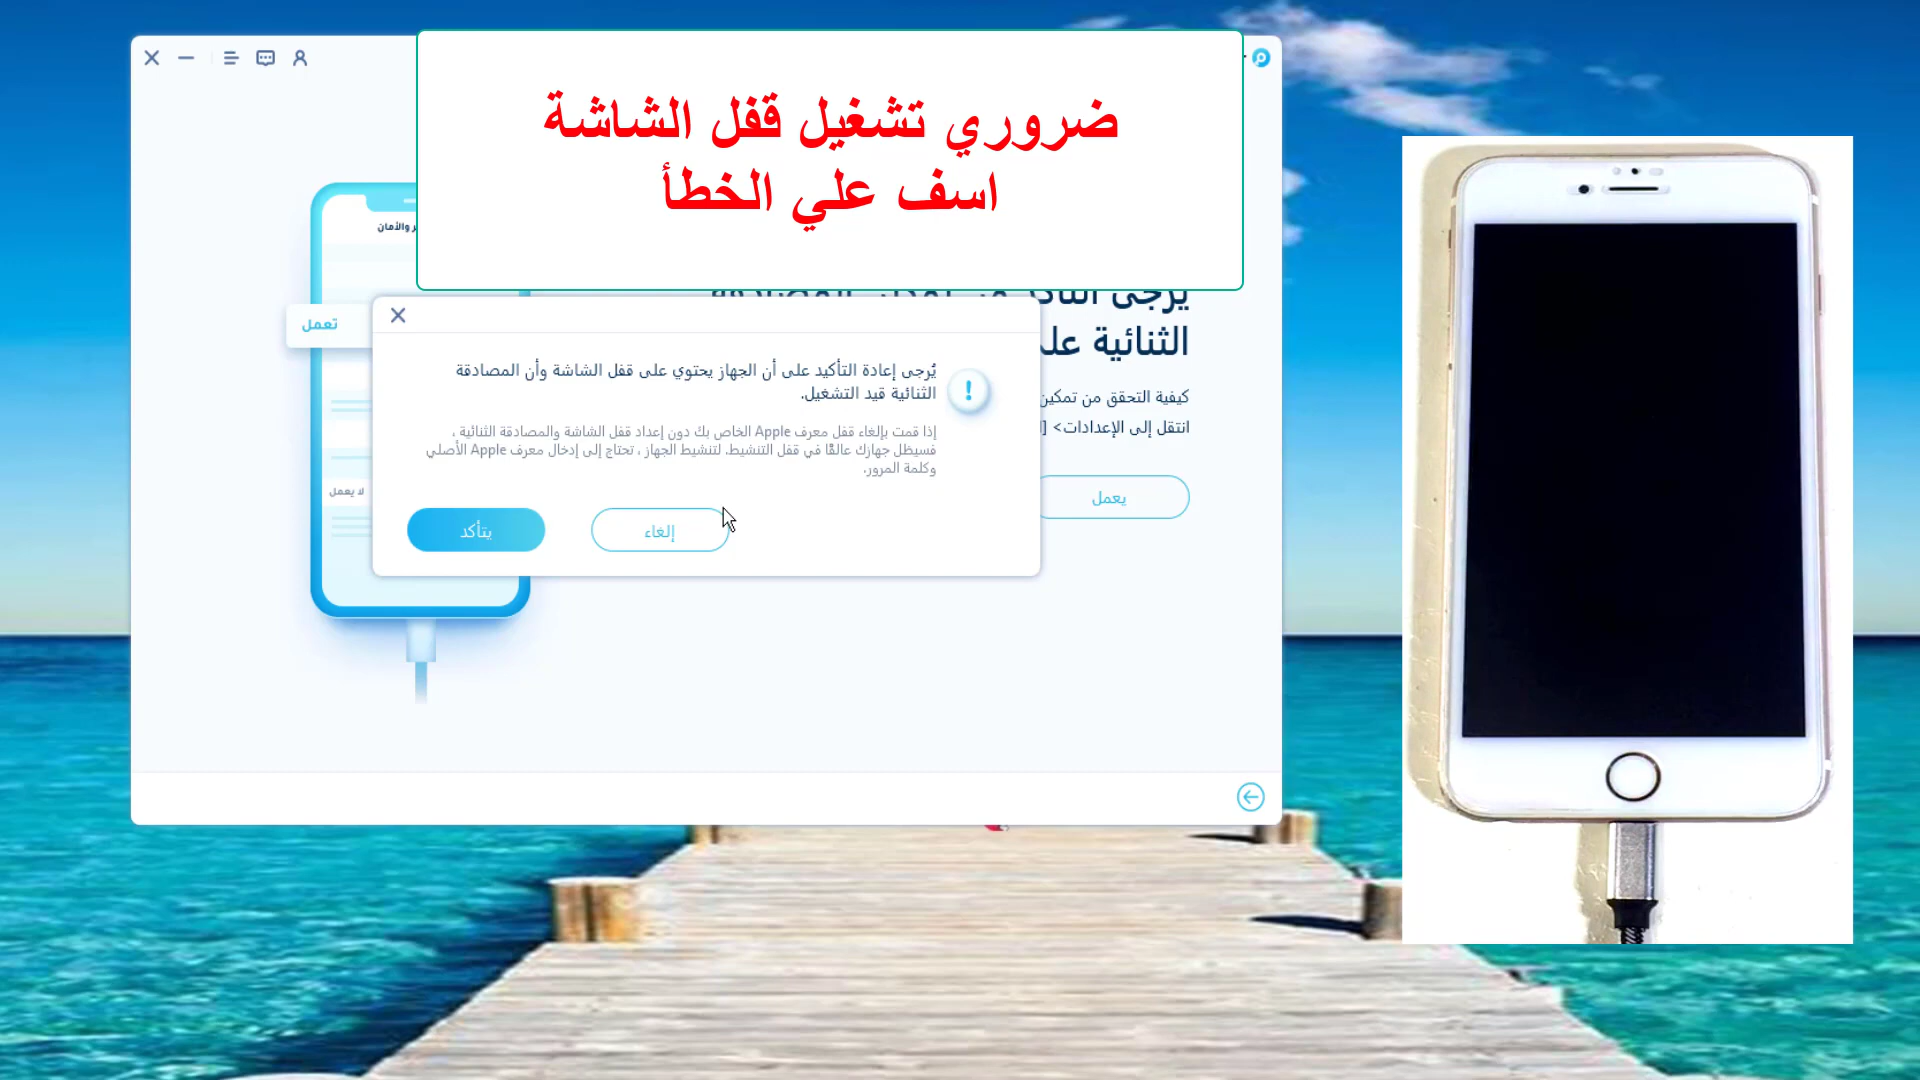 ضروري تشغيل قفل الشاشة
اسف علي الخطأ
والأمان
تعمل
لا يعمل
الثنائية
كيفية التحقق من تمكين
انتقل إلى الإعدادات>
يعمل
يُرجى إعادة التأكيد على أن الجهاز يحتوي على قفل الشاشة وأن المصادقة
الثنائية قيد التشغيل.
إذا قمت بإلغاء قفل معرف Apple الخاص بك دون إعداد قفل الشاشة والمصادقة الثنائية ،
فسيظل جهازك عالقًا في قفل التنشيط. لتنشيط الجهاز ، تحتاج إلى إدخال معرف Apple الأصلي
وكلمة المرور.
يتأكد
إلغاء